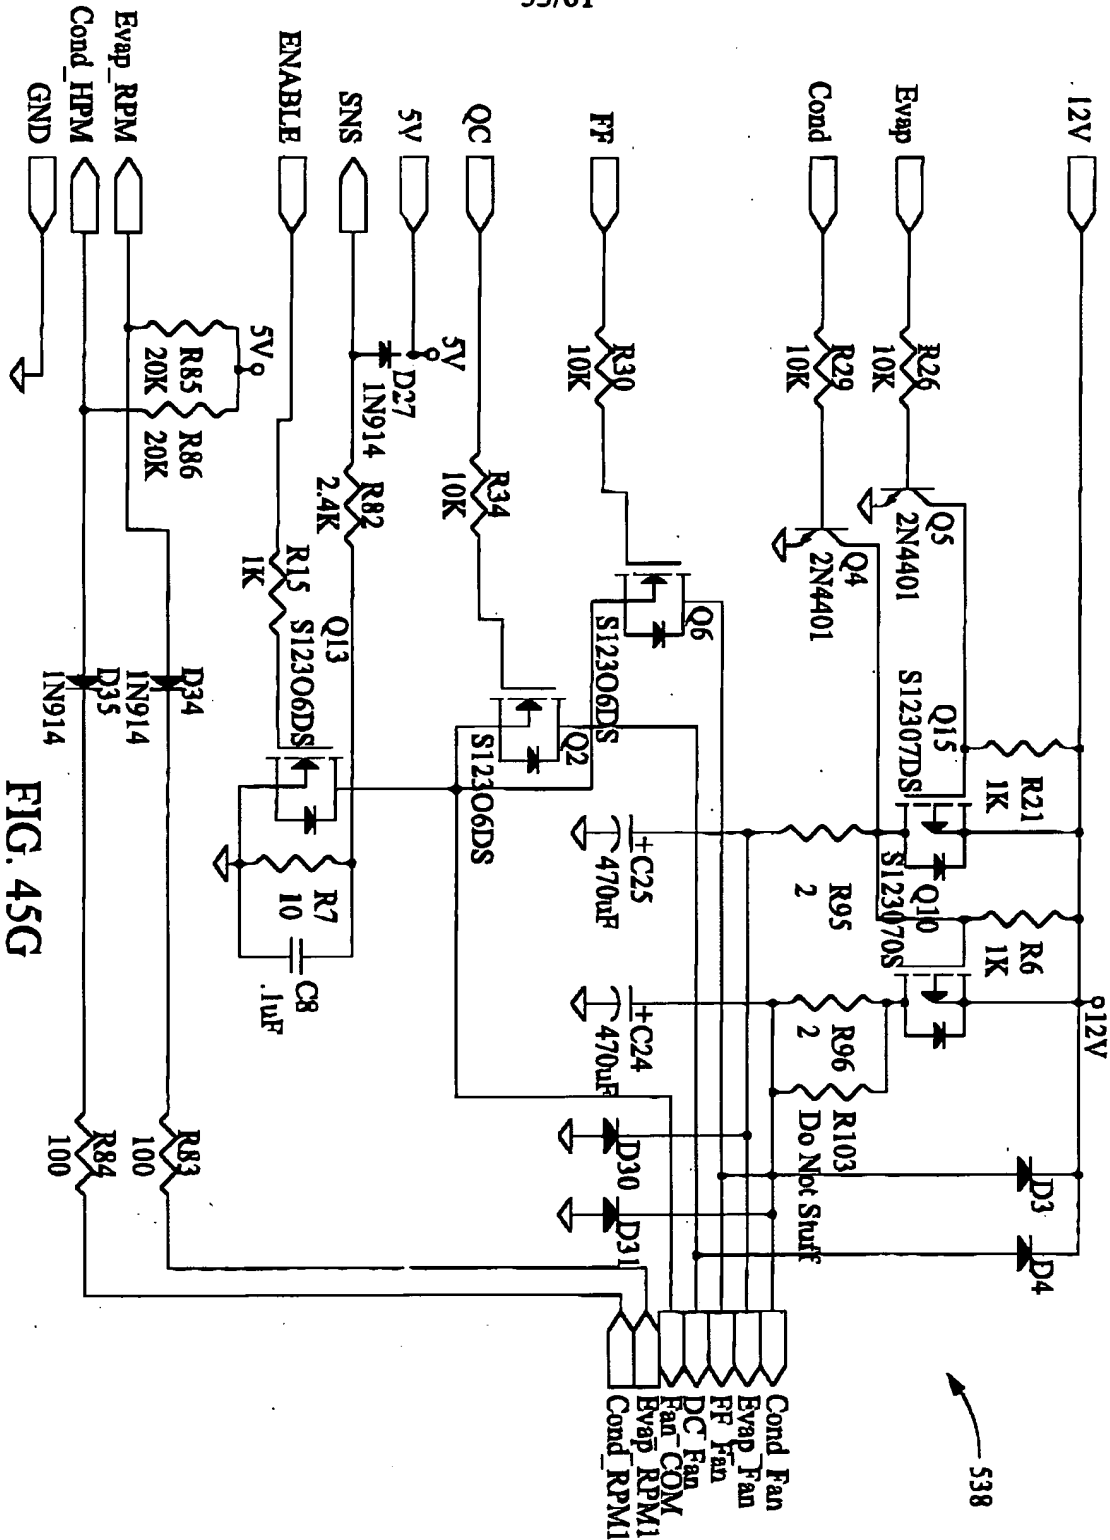 12V
Evap
Cond
FF
QC
5V
SNS
ENABLE
Evap_RPM
Cond_HPM
GND
R26
10K
R29
10K
R30
10K
R34
10K
5V
D27
1N914
R82
2.4K
R15
1K
5V
R85
20K
R86
20K
Q5
2N4401
Q4
2N4401
Q6
S123O6DS
Q2
S123O6DS
Q13
S123O6DS
R21
1K
Q15
S12307DS
R6
1K
Q10
S123070S
12V
R95
2
R96
2
R103
Do Not Stuff
+C25
470uF
+C24
470uF
R7
10
C8
.1uF
D34
1N914
D35
1N914
D30
D31
D3
D4
R83
100
R84
100
Cond_Fan
Evap_Fan
FF_Fan
DC_Fan
Fan_COM
Evap_RPM1
Cond_RPM1
538
FIG. 45G